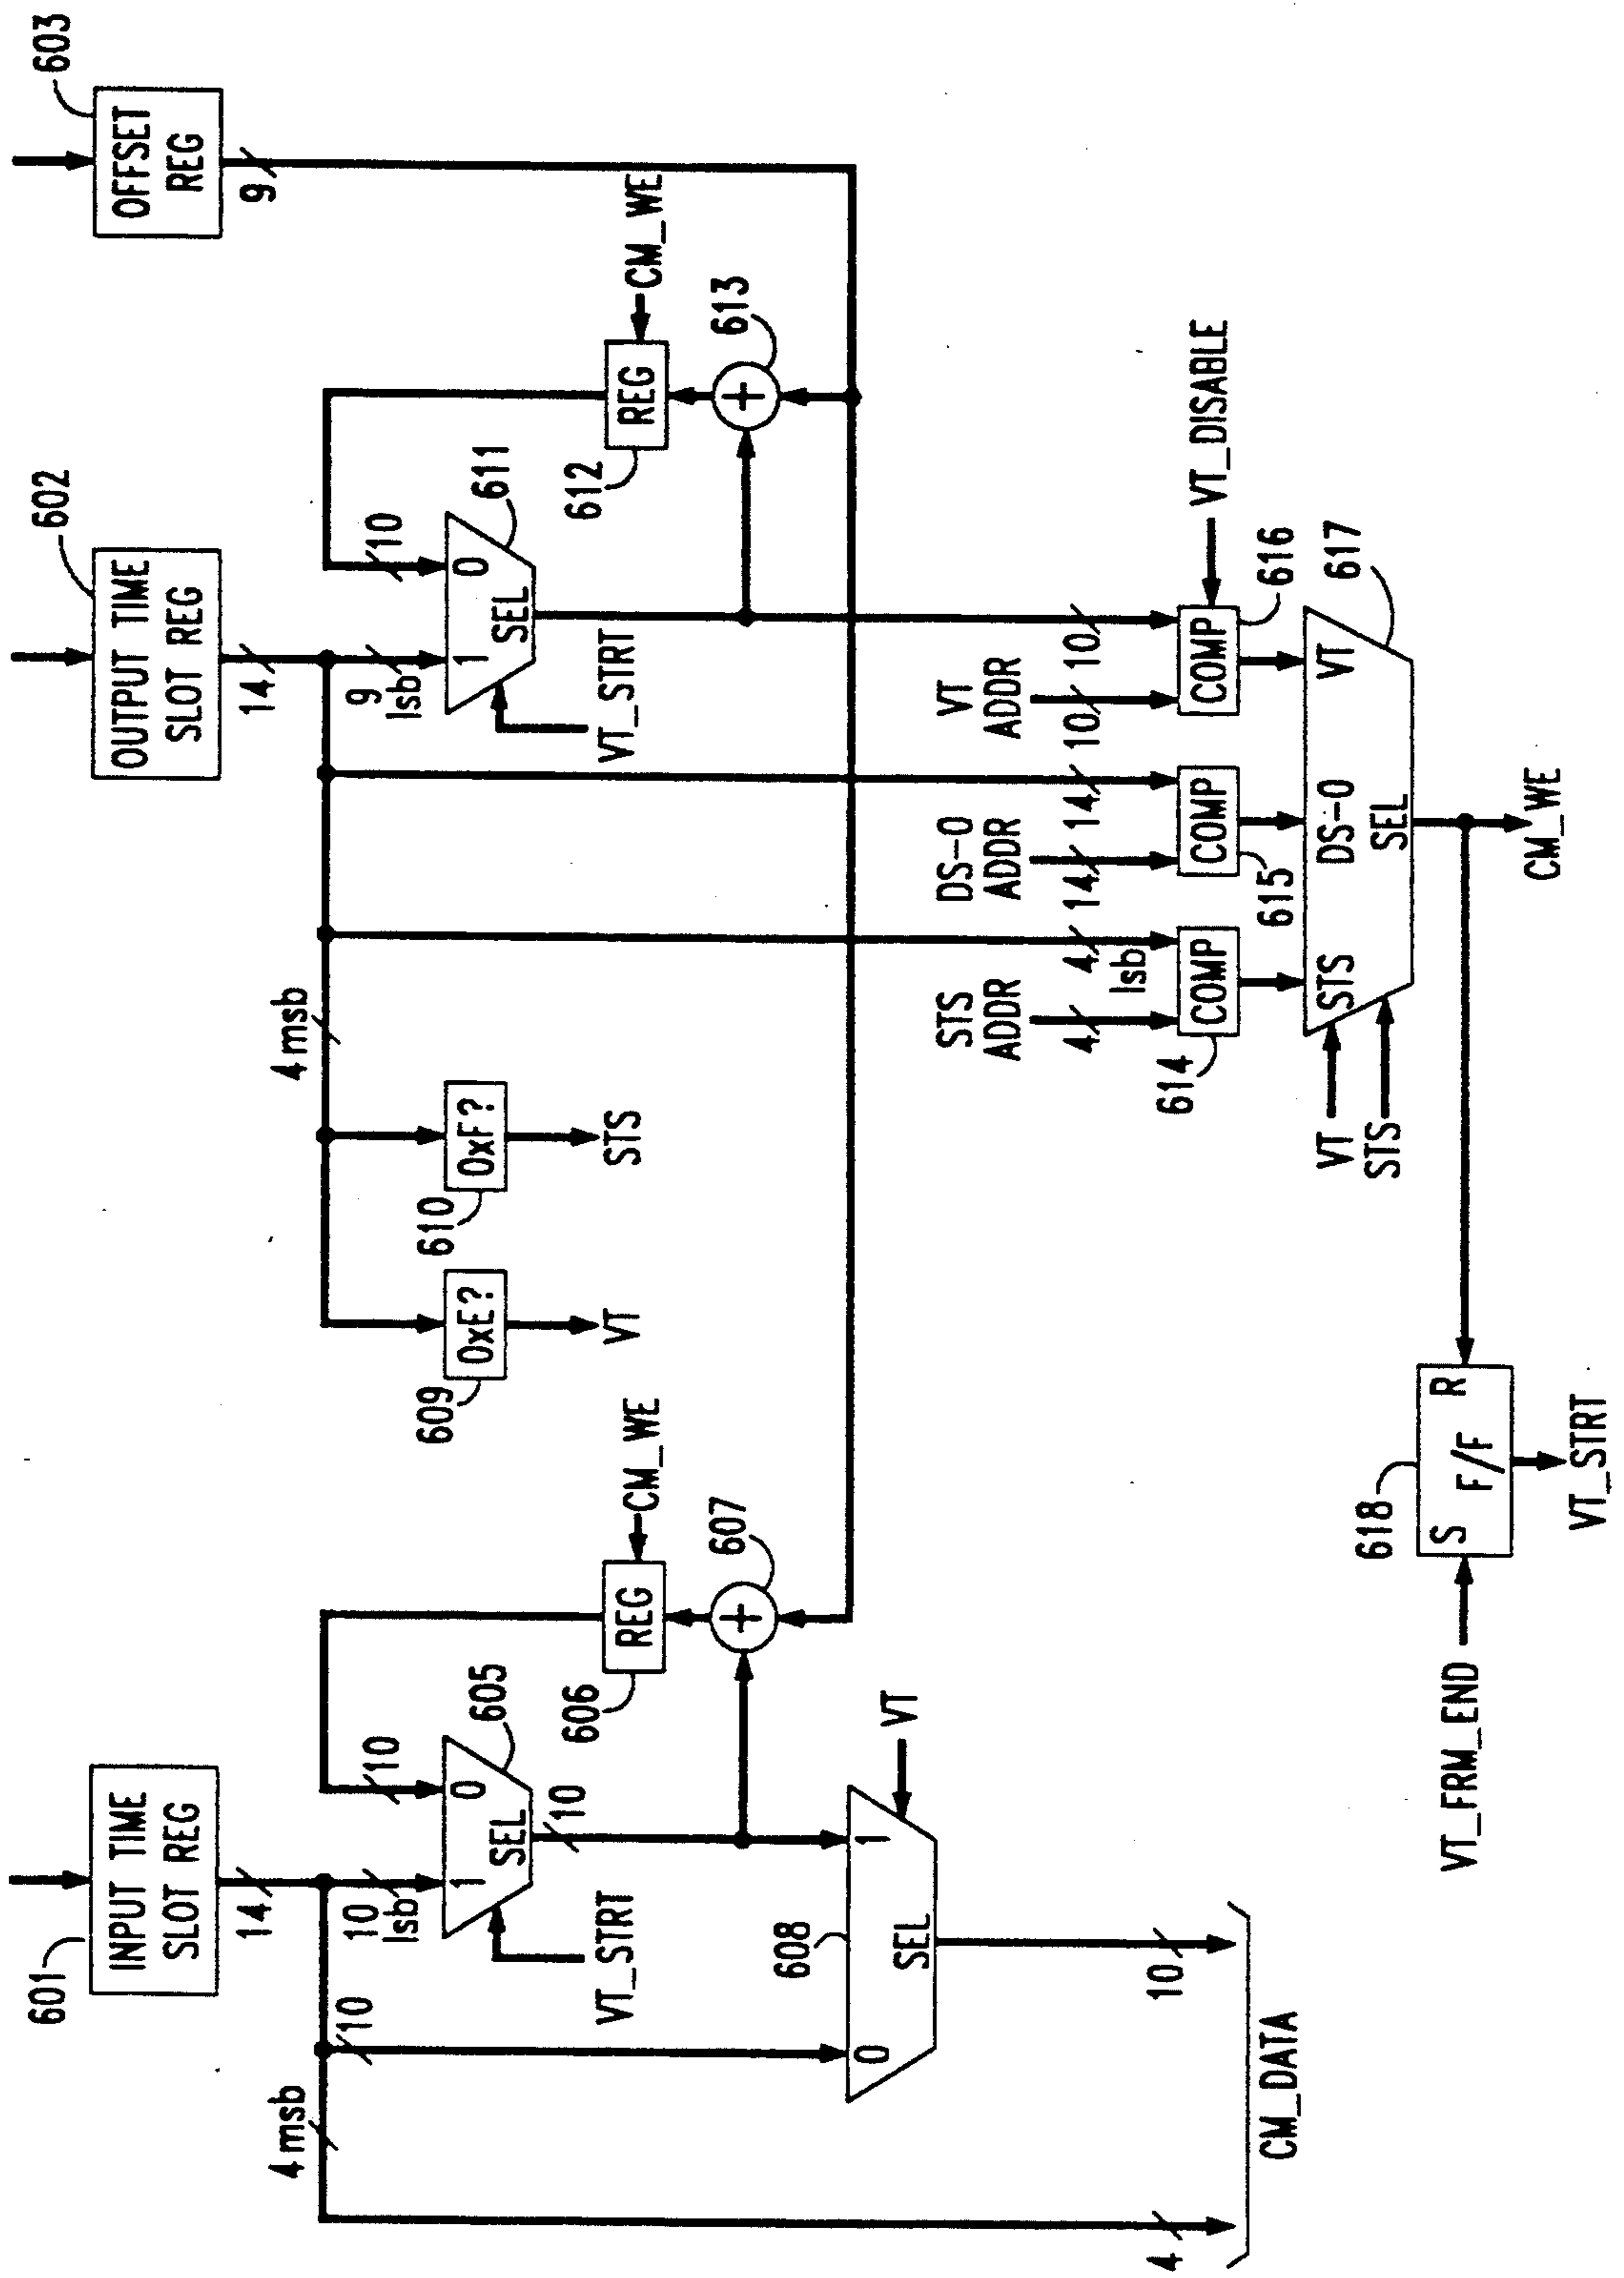 601
INPUT TIME
SLOT REG
14
4 msb
10
10
lsb
10
1
0
SEL
605
VT_STRT
10
606
REG
CM_WE
607
0
1
SEL
608
VT
4
10
CM_DATA
602
OUTPUT TIME
SLOT REG
14
4 msb
9
lsb
10
1
0
SEL
611
VT_STRT
612
REG
CM_WE
613
603
OFFSET
REG
9
609
0xE?
VT
610
0xF?
STS
STS
ADDR
4
4
lsb
DS-0
ADDR
14
14
VT
ADDR
10
10
VT_DISABLE
614
COMP
615
COMP
616
COMP
617
STS
DS-0
VT
SEL
VT
STS
CM_WE
618
S
R
F/F
VT_FRM_END
VT_STRT